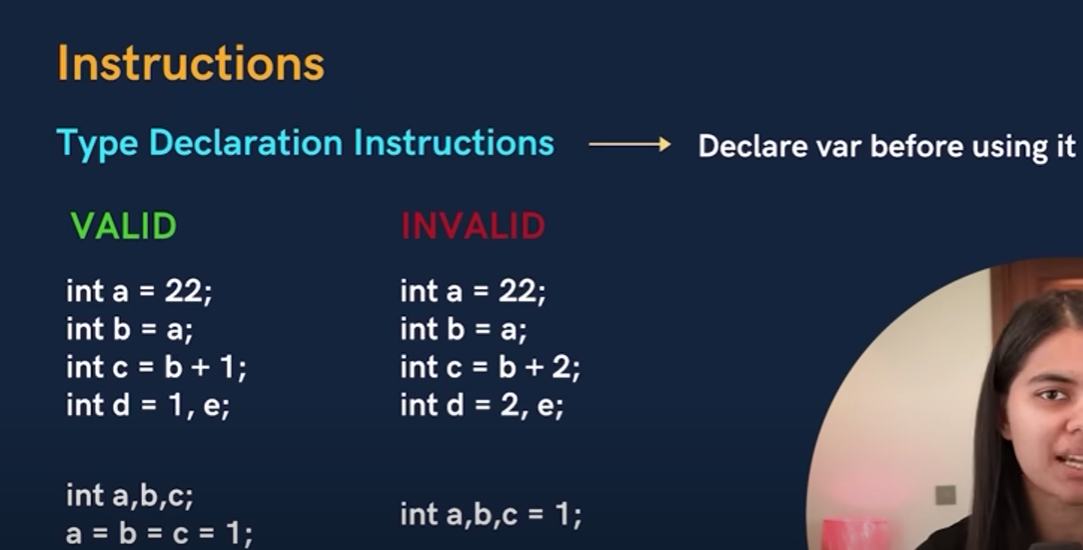 Instructions
Type Declaration Instructions → Declare var before using it
VALID
int a = 22;
int b = a;
int c = b + 1;
int d = 1, e;
int a,b,c;
a = b = c = 1;
INVALID
int a = 22;
int b = a;
int c = b + 2;
int d = 2, e;
int a,b,c = 1;